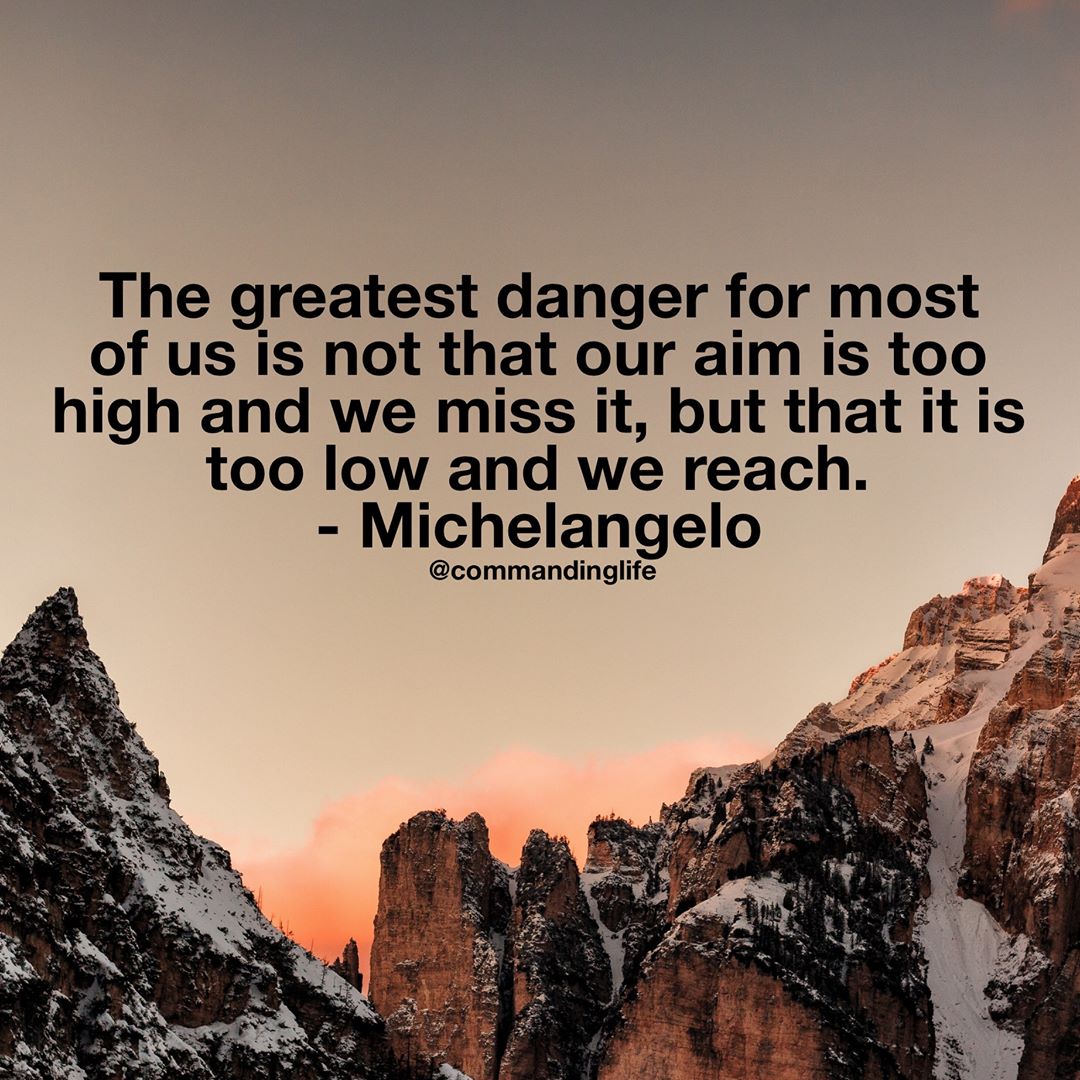 The greatest danger for most
of us is not that our aim is too
high and we miss it, but that it is
too low and we reach.
- Michelangelo
@commandinglife